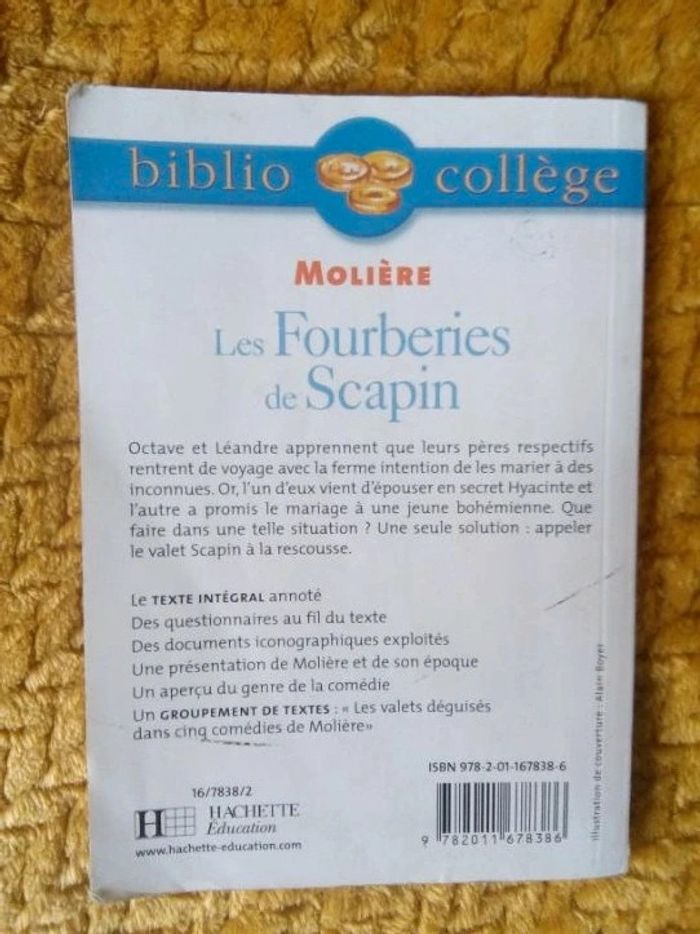 biblio collège
MOLIÈRE
Les Fourberies
de Scapin
Octave et Léandre apprennent que leurs pères respectifs
rentrent de voyage avec la ferme intention de les marier à des
inconnues. Or, l'un d'eux vient d'épouser en secret Hyacinte et
l'autre a promis le mariage à une jeune bohémienne. Que
faire dans une telle situation ? Une seule solution : appeler
le valet Scapin à la rescousse.
Le TEXTE INTÉGRAL annoté
Des questionnaires au fil du texte
Des documents iconographiques exploités
Une présentation de Molière et de son époque
Un aperçu du genre de la comédie
Un GROUPEMENT DE TEXTES : « Les valets déguisés
dans cinq comédies de Molière»
Illustration de couverture : Alain Boyer
ISBN 978-2-01-167838-6
16/7838/2
H HACHETTE
Éducation
www.hachette-education.com
9 782011 678386